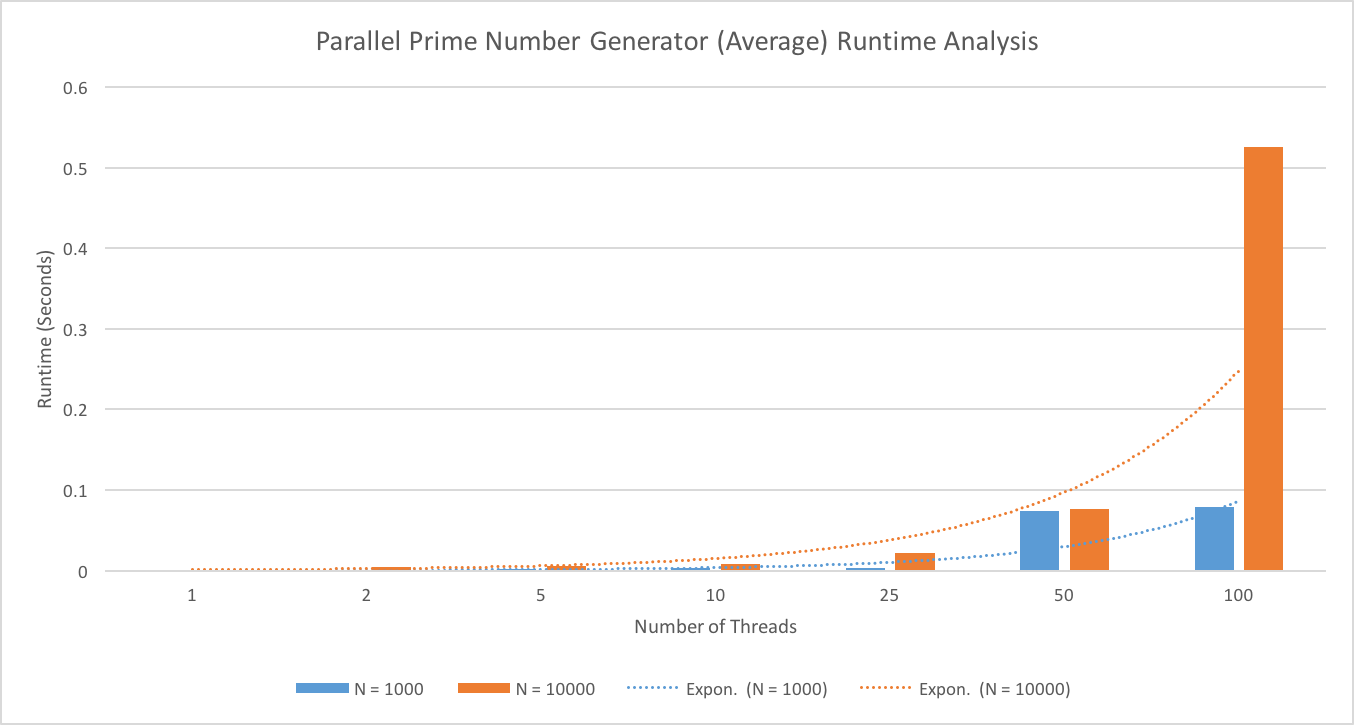 Parallel Prime Number Generator (Average) Runtime Analysis
0.6
0.5
0.4
0.3
0.2
0.1
0
Runtime (Seconds)
1 2 5 10 25 50 100
Number of Threads
N = 1000 N = 10000 Expon. (N = 1000) Expon. (N = 10000)